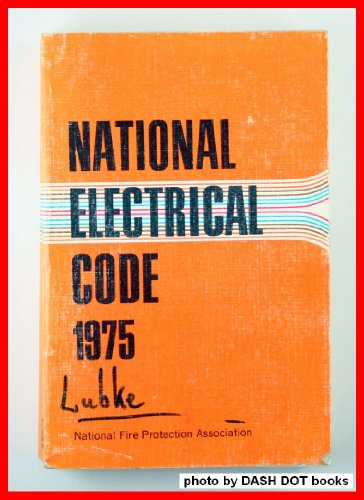 NATIONAL
ELECTRICAL
CODE
1975
Lubke
National Fire Protection Association
photo by DASH DOT books